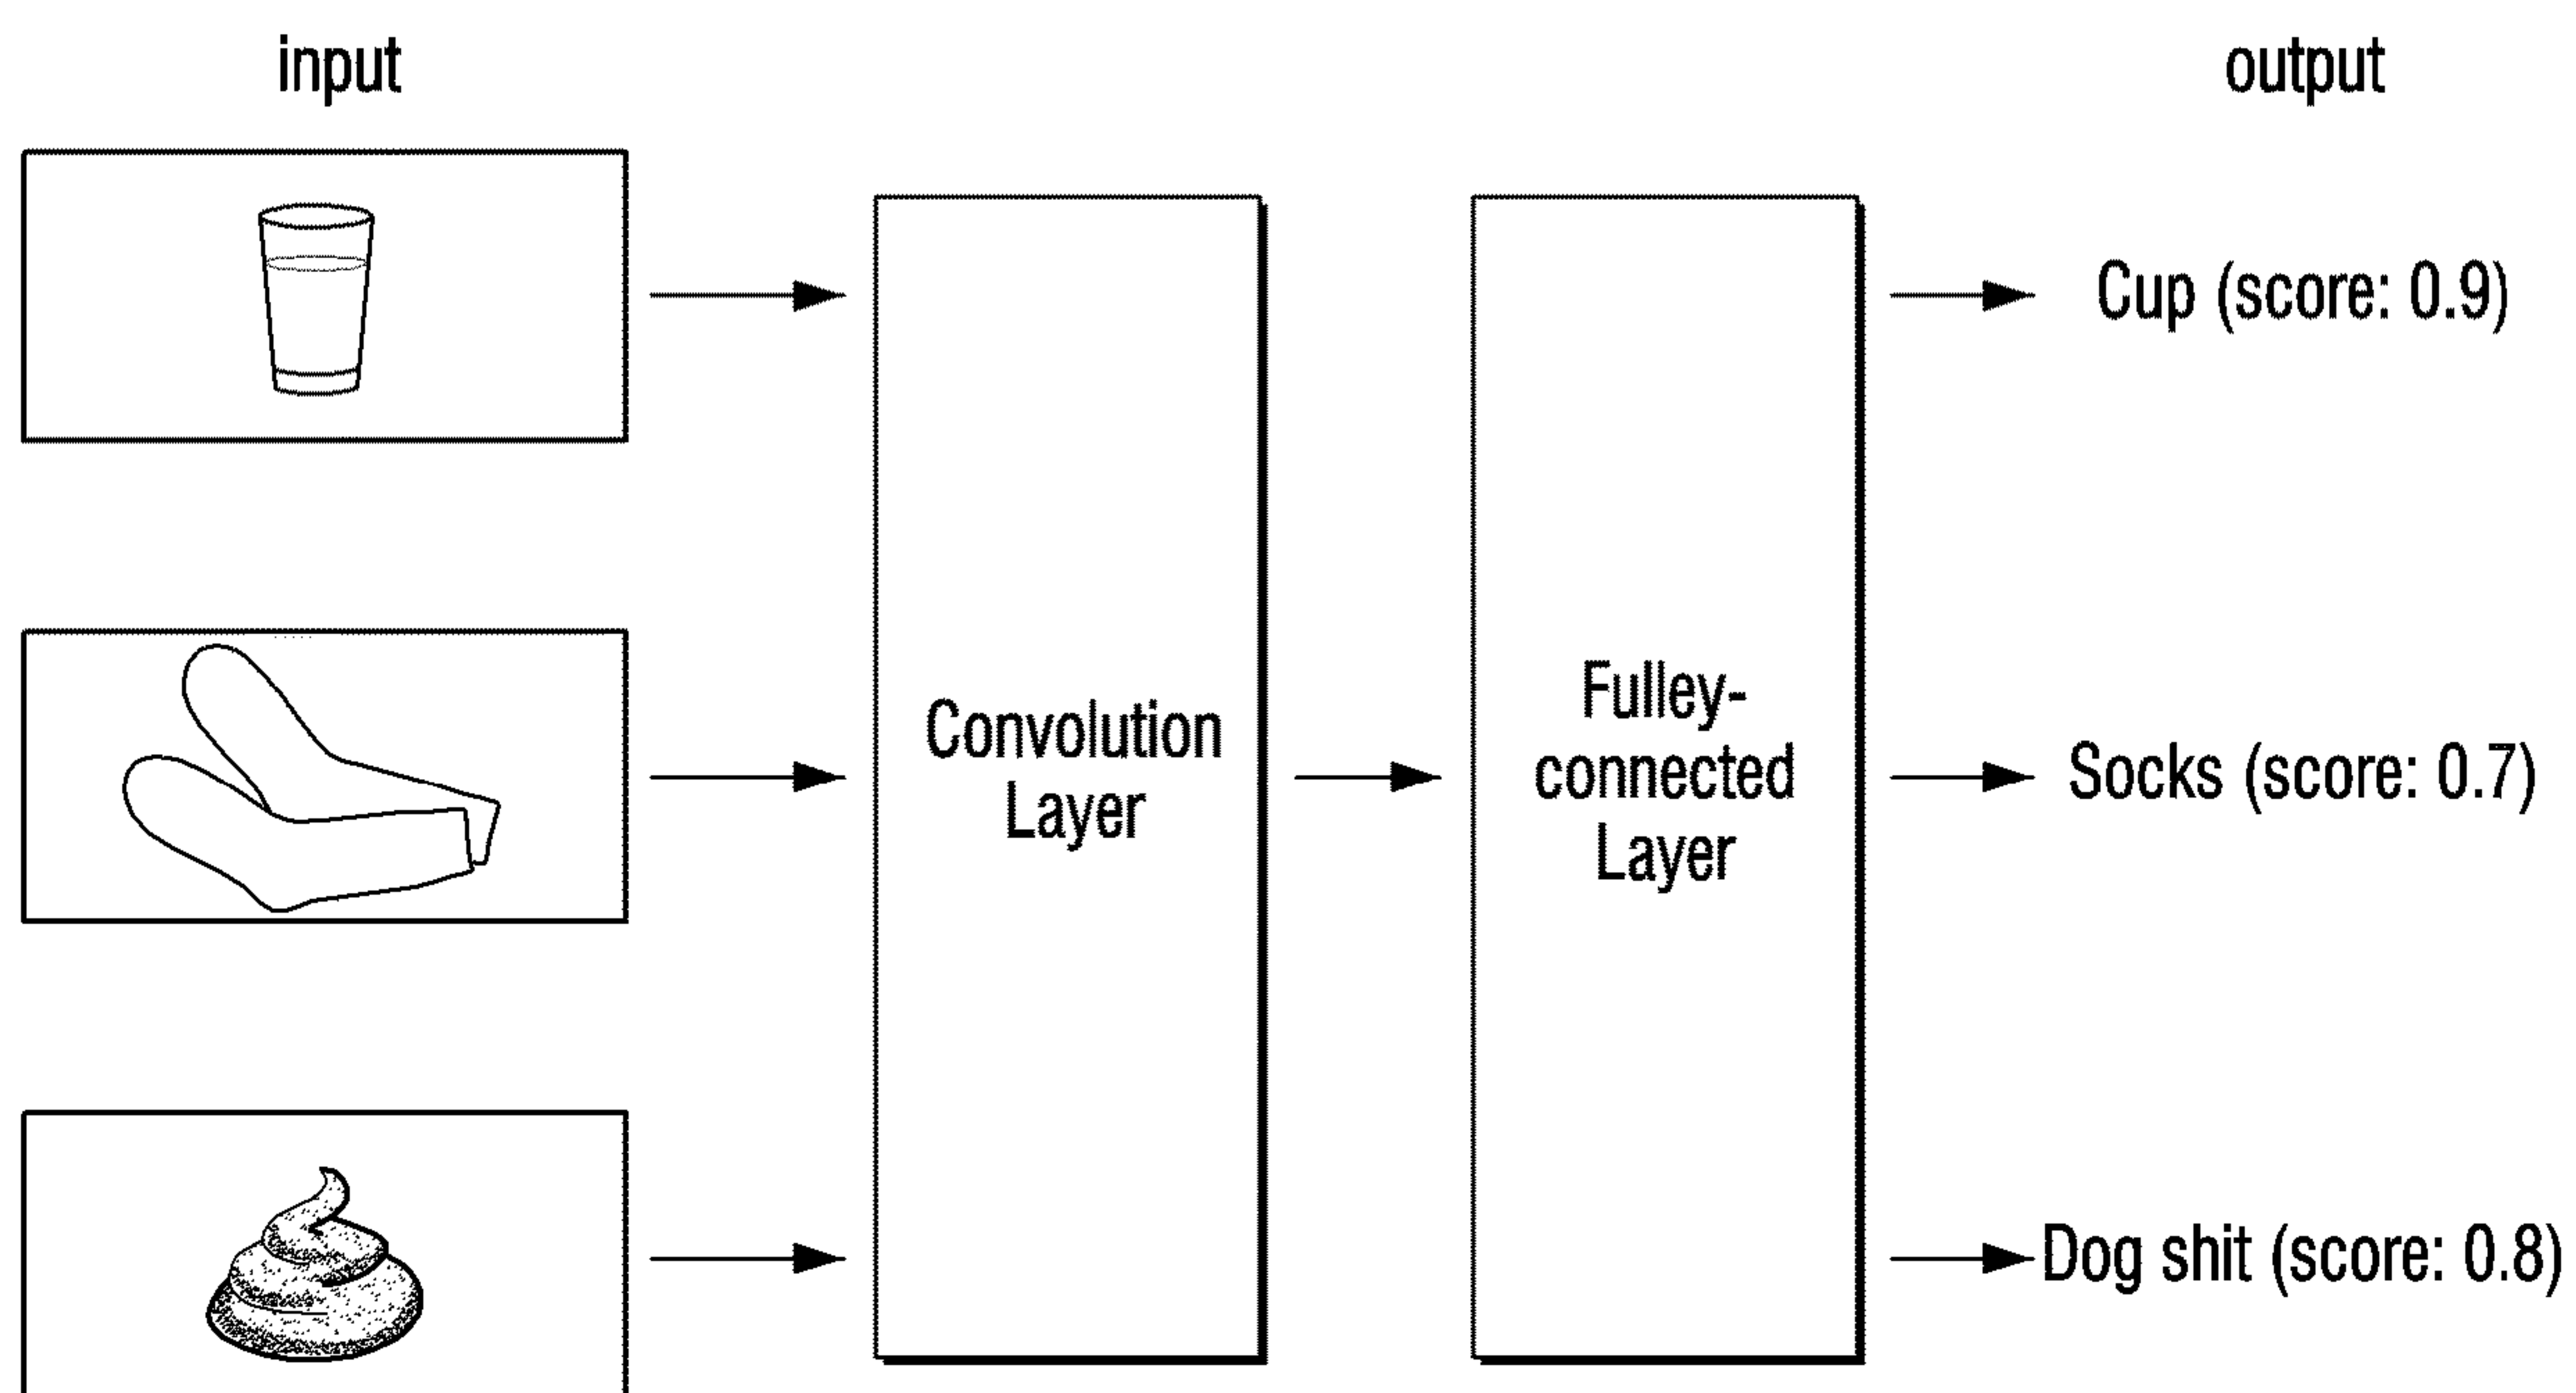 input
output
Cup (score: 0.9)
Convolution
Layer
Fulley-
connected
Layer
Socks (score: 0.7)
Dog shit (score: 0.8)